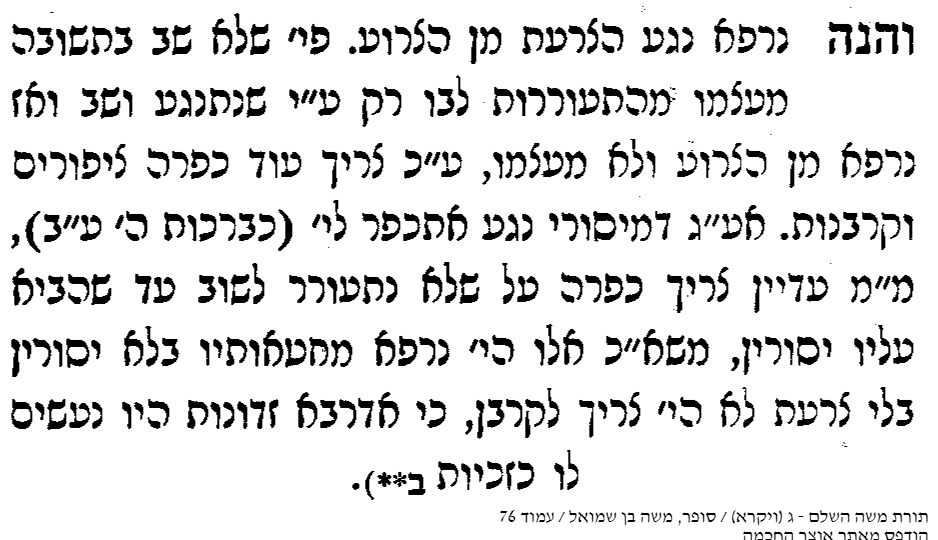 והנה נרפא נגע הצרעת מן הצרוע. פי׳ שלא שב בתשובה
מעצמו מהתעוררות לבו רק ע״י שנתנגע ושב ואז
נרפא מן הצרוע ולא מעצמו, ע״כ צריך עוד כפרה ציפורים
וקרבנות. אע״ג דמיסורי נגע אתכפר לי׳ (כברכות ה׳ ע״ב),
מ״מ עדיין צריך כפרה על שלא נתעורר לשוב עד שהביא
עליו יסורין, משא״כ אלו הי׳ נרפא מחטאותיו בלא יסורין
בלי צרעת לא הי׳ צריך לקרבן, כי אדרבא זדונות היו נעשים
לו כזכיות ב**).
תורת משה השלם - ג (ויקרא) / סופר, משה בן שמואל / עמוד 76
הודפס מאתר אוצר החכמה